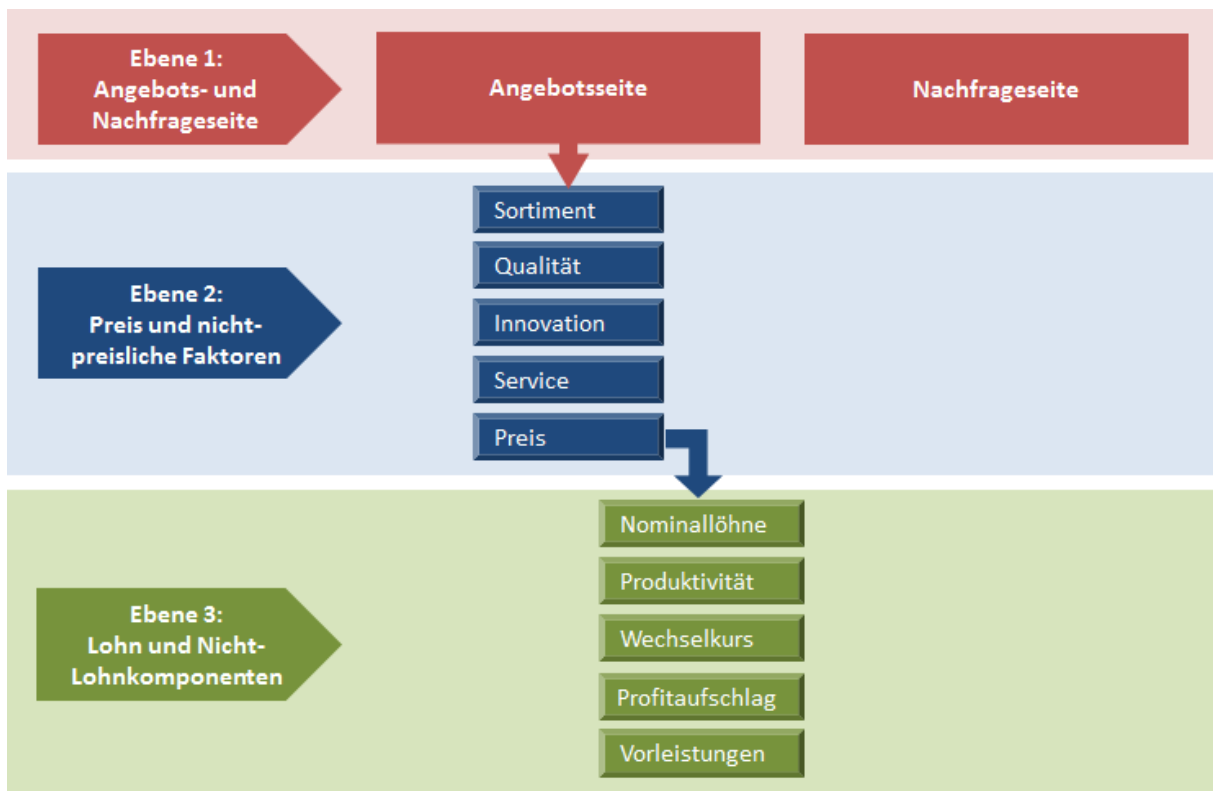 Ebene 1:
Angebots- und
Nachfrageseite
Angebotsseite
Nachfrageseite
Ebene 2:
Preis und nicht-
preisliche Faktoren
Sortiment
Qualität
Innovation
Service
Preis
Ebene 3:
Lohn und Nicht-
Lohnkomponenten
Nominallöhne
Produktivität
Wechselkurs
Profitaufschlag
Vorleistungen